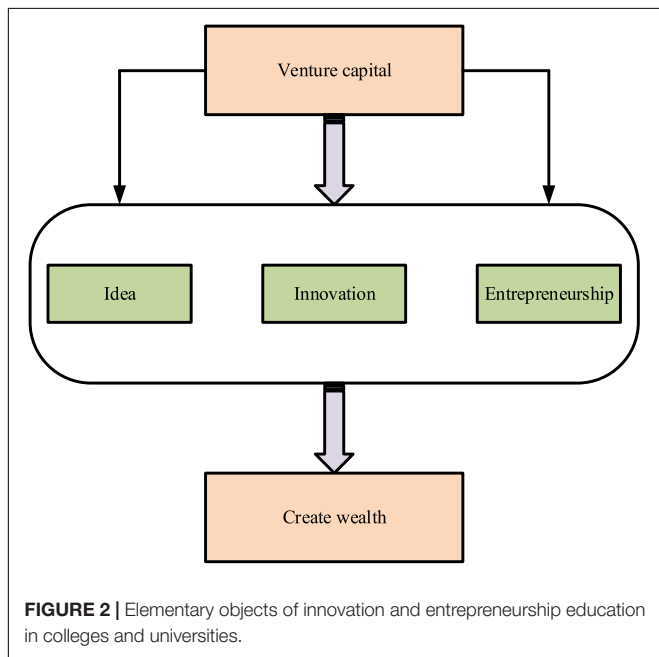 Venture capital
Idea
Innovation
Entrepreneurship
Create wealth
FIGURE 2 | Elementary objects of innovation and entrepreneurship education
in colleges and universities.